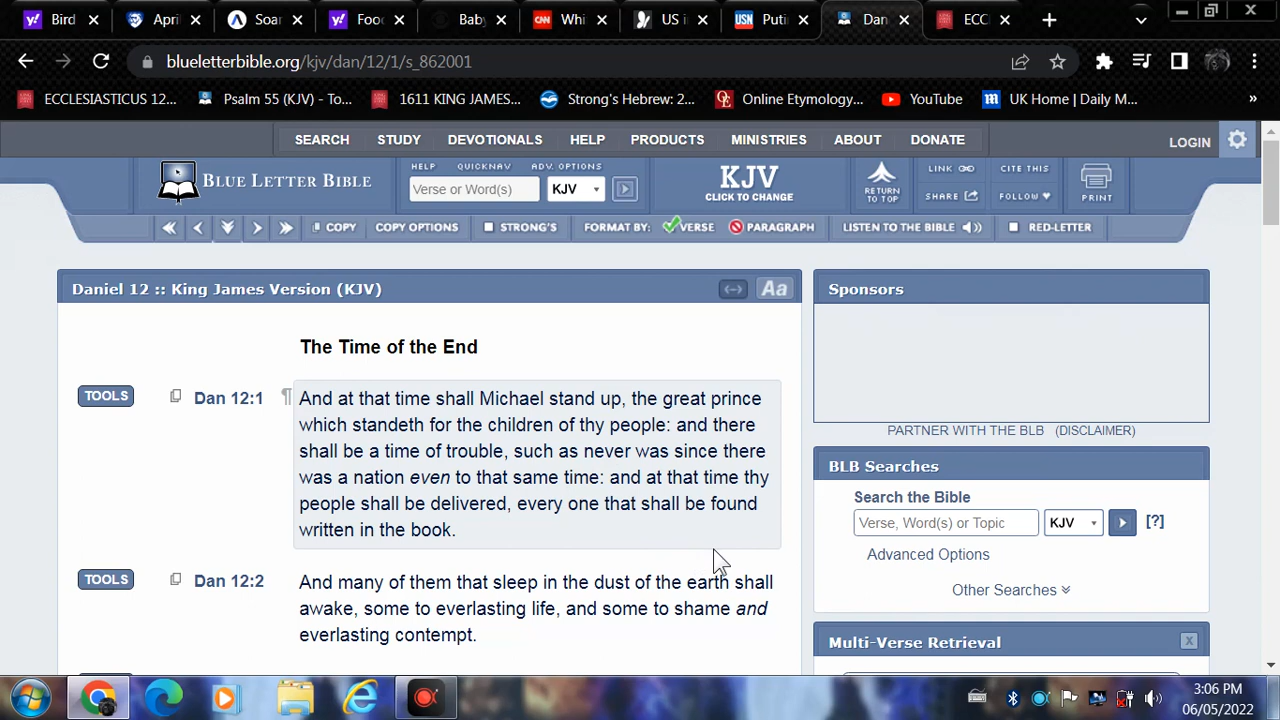 Bird
April
Soar
Food
Baby
CNN Whi
US in
USN Puti
Dan
ECC
blueletterbible.org/kjv/dan/12/1/s_862001
ECCLESIASTICUS 12...
Psalm 55 (KJV) - To...
1611 KING JAMES...
Strong's Hebrew: 2...
Online Etymology...
YouTube
UK Home | Daily M...
»
SEARCH STUDY DEVOTIONALS HELP PRODUCTS MINISTRIES ABOUT DONATE
LOGIN
BLUE LETTER BIBLE
HELP QUICKNAV ADV. OPTIONS
Verse or Word(s)
KJV
KJV
CLICK TO CHANGE
RETURN
TO TOP
LINK
CITE THIS
SHARE
FOLLOW
PRINT
COPY COPY OPTIONS STRONG'S FORMAT BY: VERSE PARAGRAPH LISTEN TO THE BIBLE RED-LETTER
Daniel 12 :: King James Version (KJV)
Aa
The Time of the End
TOOLS Dan 12:1 ¶ And at that time shall Michael stand up, the great prince
which standeth for the children of thy people: and there
shall be a time of trouble, such as never was since there
was a nation even to that same time: and at that time thy
people shall be delivered, every one that shall be found
written in the book.
TOOLS Dan 12:2 And many of them that sleep in the dust of the earth shall
awake, some to everlasting life, and some to shame and
everlasting contempt.
Sponsors
PARTNER WITH THE BLB (DISCLAIMER)
BLB Searches
Search the Bible
Verse, Word(s) or Topic
KJV
[?]
Advanced Options
Other Searches
Multi-Verse Retrieval
X
3:06 PM
06/05/2022